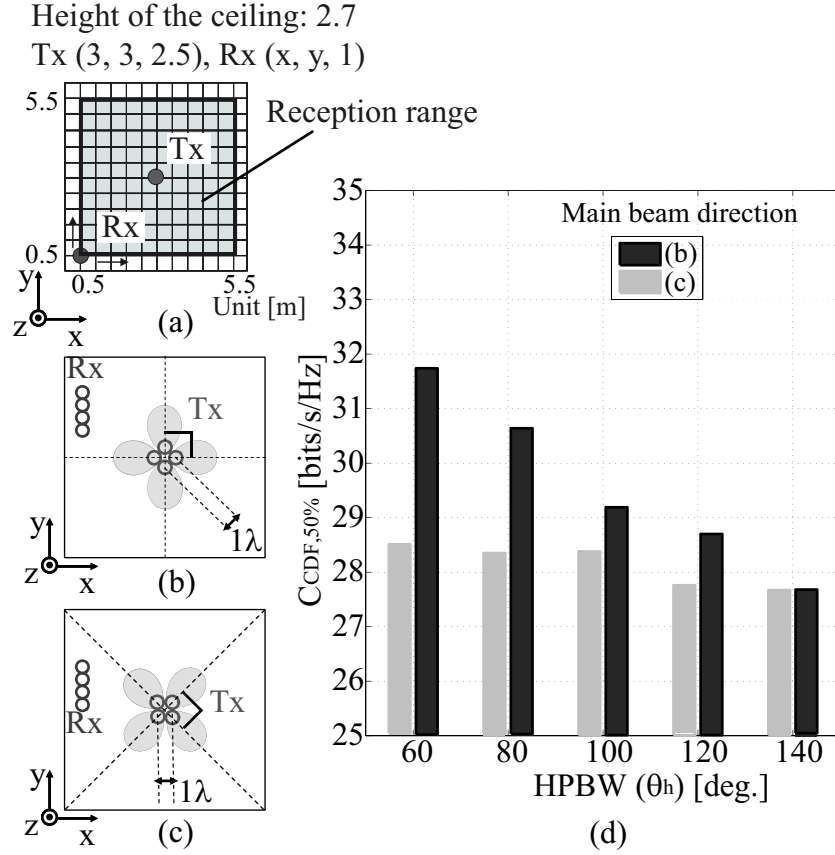 Height of the ceiling: 2.7
Tx (3, 3, 2.5), Rx (x, y, 1)
5.5
Reception range
Tx
Rx
0.5
0.5
5.5
Unit [m]
y
z
x
(a)
Rx
Tx
1λ
y
z
x
(b)
Tx
Rx
1λ
y
z
x
(c)
35
34
33
32
31
30
29
28
27
26
25
CCDF,50% [bits/s/Hz]
Main beam direction
(b)
(c)
60
80
100
120
140
HPBW (θh) [deg.]
(d)